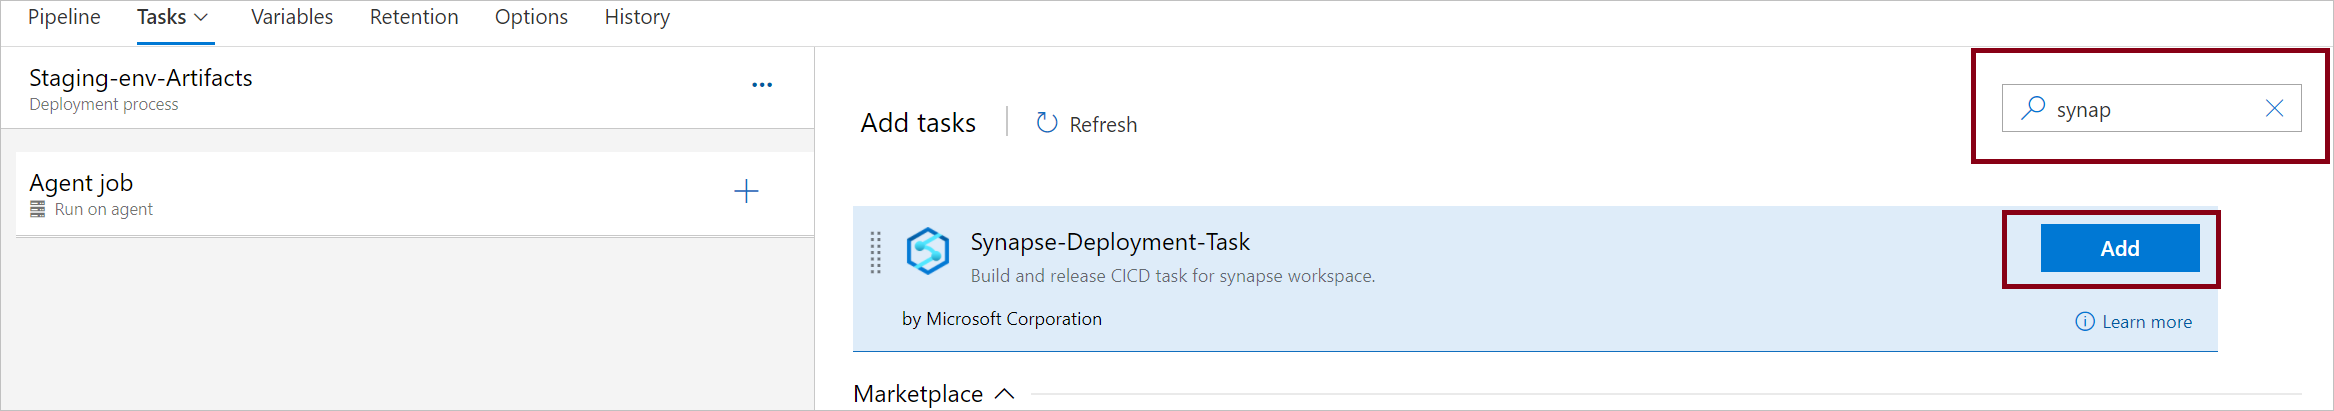 Pipeline Tasks Variables Retention Options History
Staging-env-Artifacts
Deployment process
Agent job
Run on agent
Add tasks Refresh
synap
Synapse-Deployment-Task
Build and release CICD task for synapse workspace.
Add
by Microsoft Corporation
Learn more
Marketplace